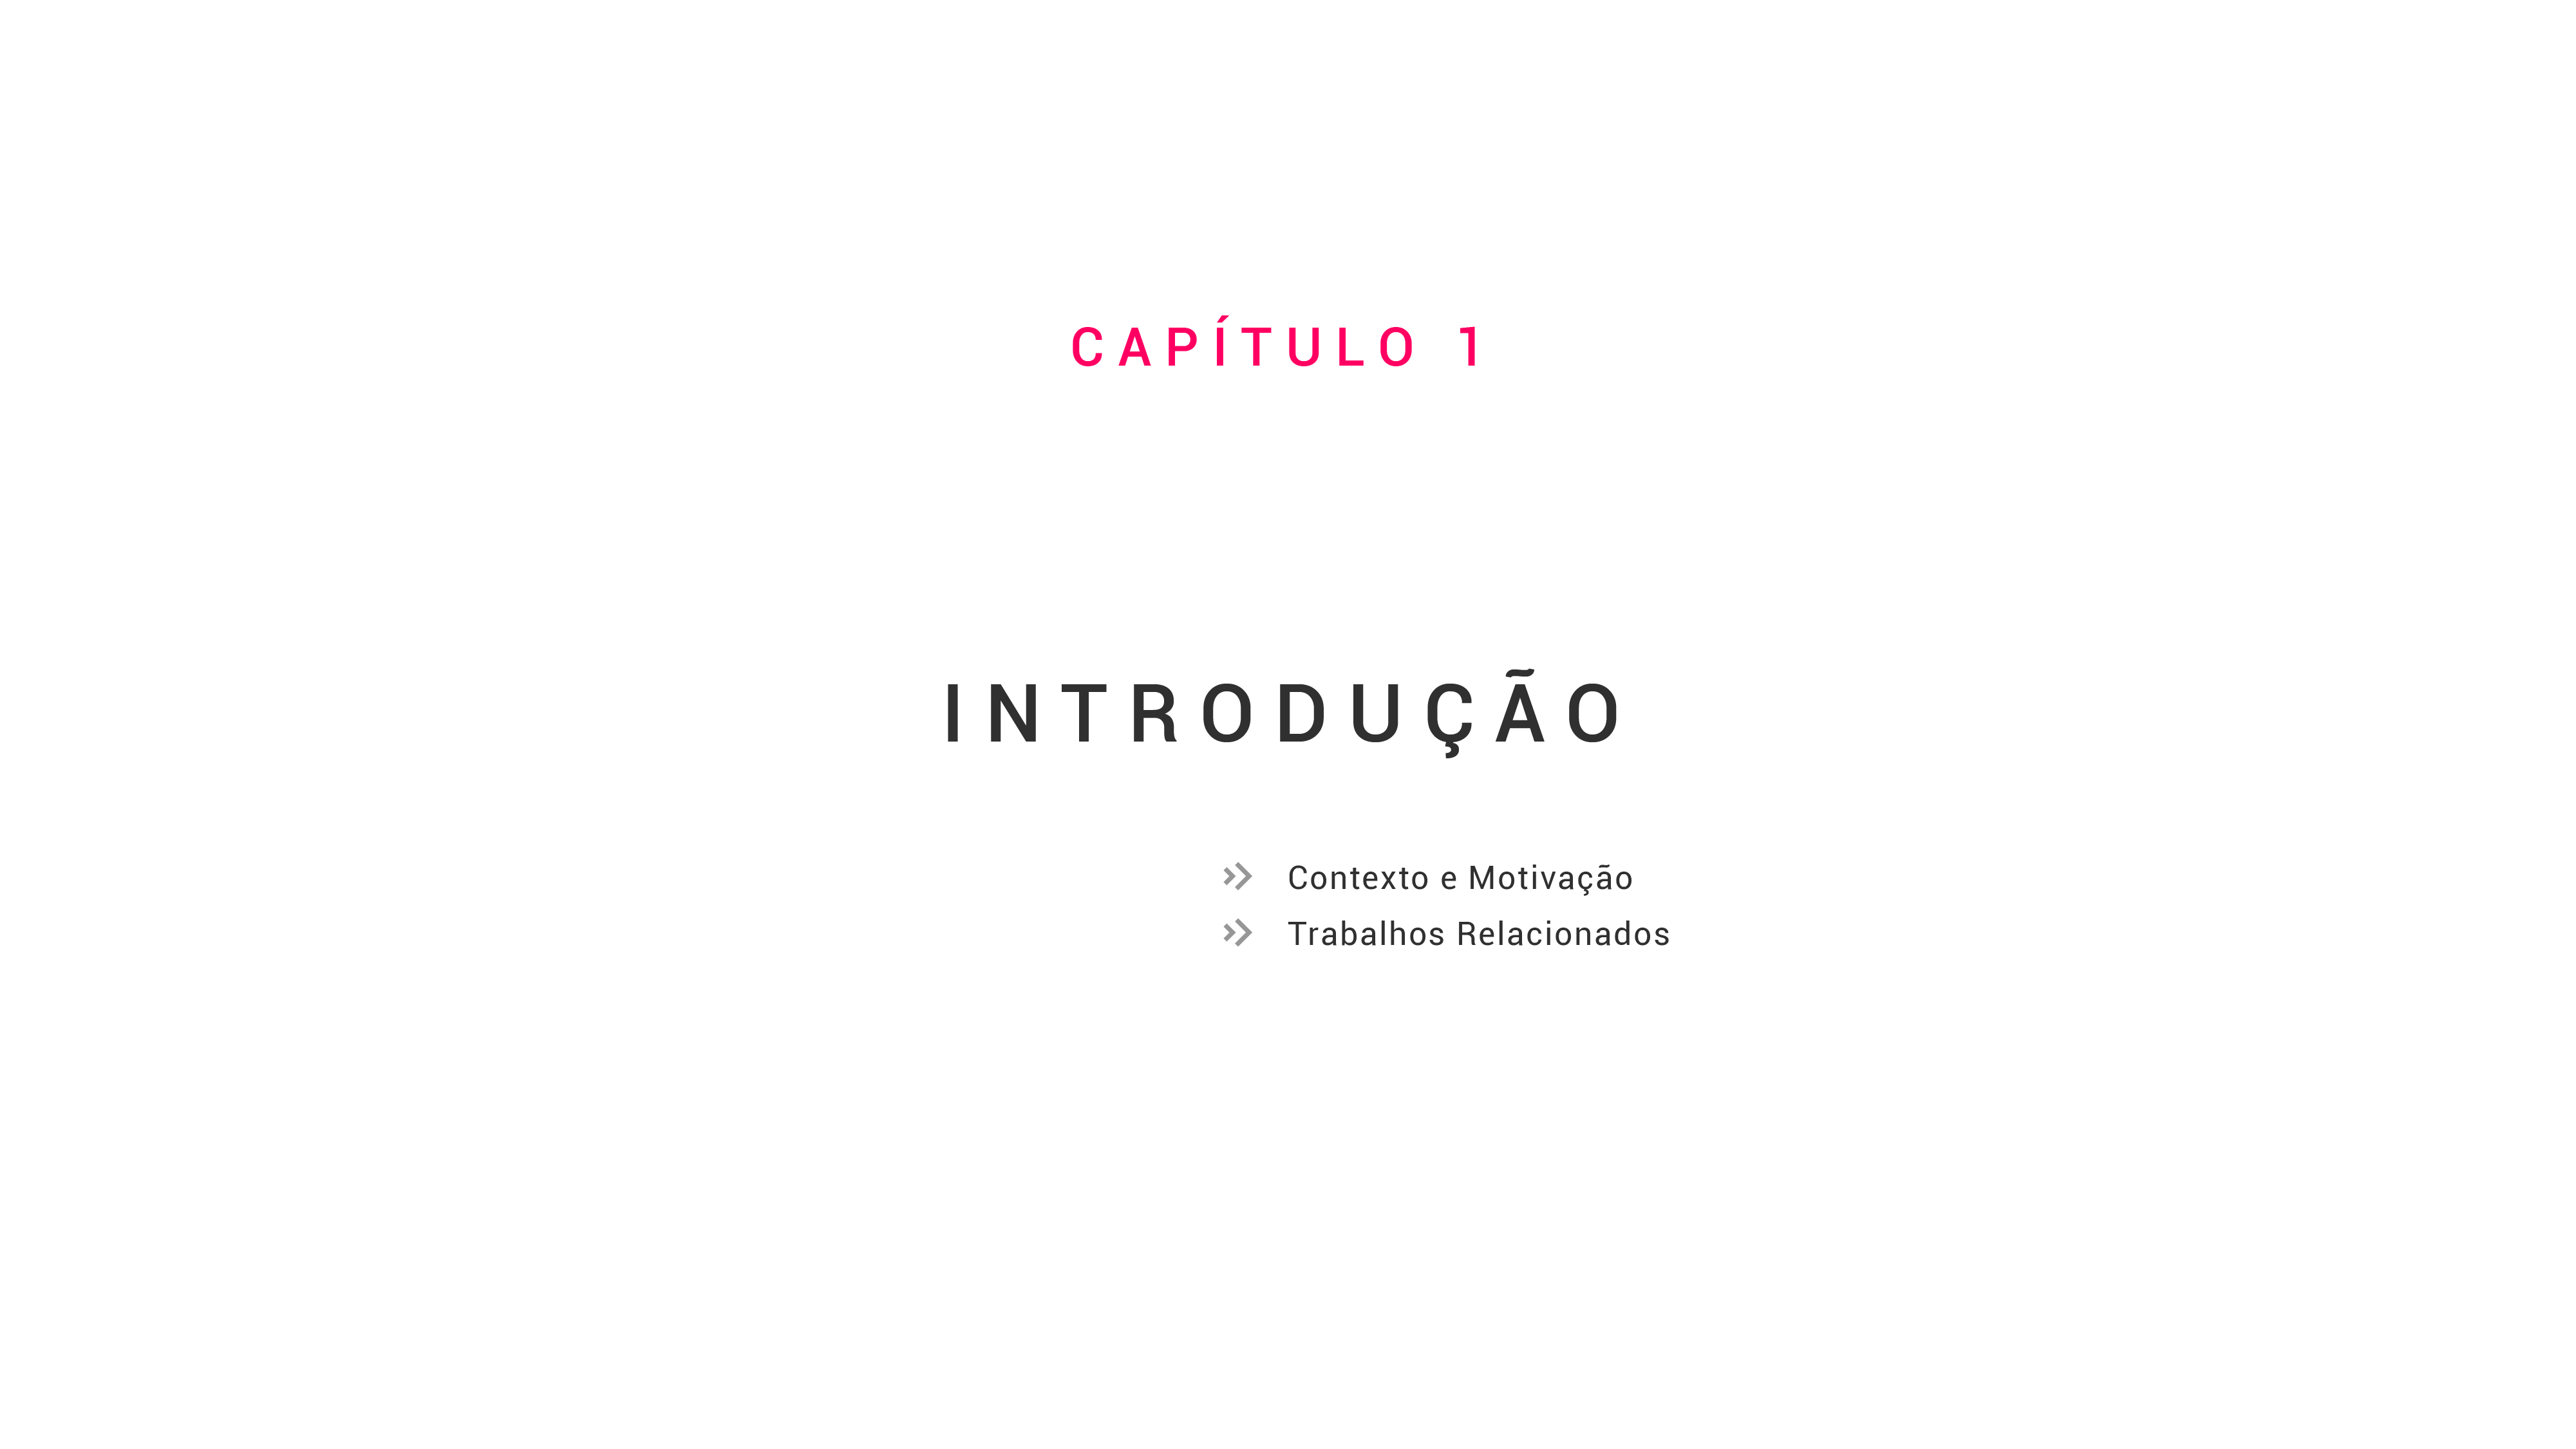 CAPÍTULO 1
INTRODUÇÃO
Contexto e Motivação
Trabalhos Relacionados